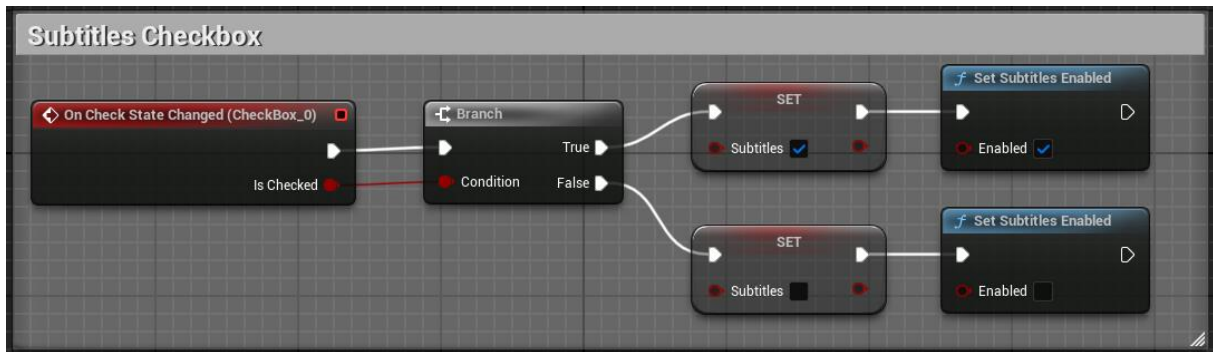 Subtitles Checkbox
On Check State Changed (CheckBox_0)
Is Checked
Branch
True
Condition
False
SET
Subtitles
f Set Subtitles Enabled
Enabled
SET
Subtitles
f Set Subtitles Enabled
Enabled